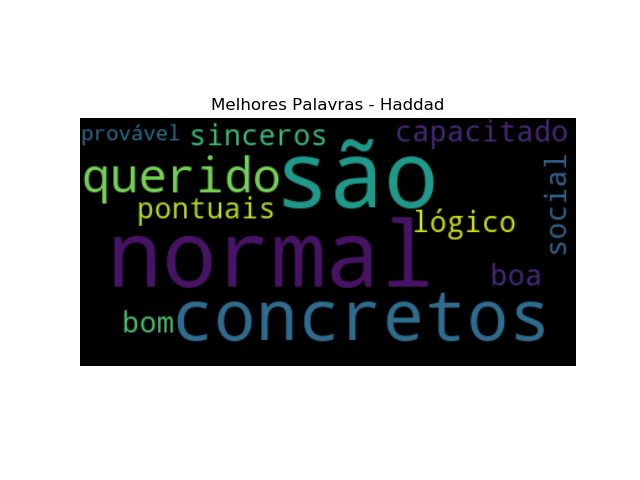 Melhores Palavras - Haddad
provável sinceros capacitado
querido são social
pontuais lógico
normal boa
bom concretos